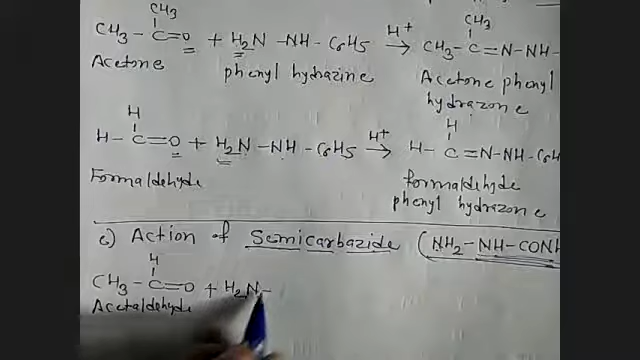 CH3
CH3 - C = O + H2N - NH - C6H5 H+ → CH3 - C = N - NH -
CH3
Acetone phenyl hydrazine Acetone phenyl hydrazone
H
H - C = O + H2N - NH - C6H5 H+ → H - C = N - NH - C6H
H
Formaldehyde formaldehyde phenyl hydrazone
c) Action of Semicarbazide (NH2-NH-CONH
H
CH3 - C = O + H2N -
Acetaldehyde